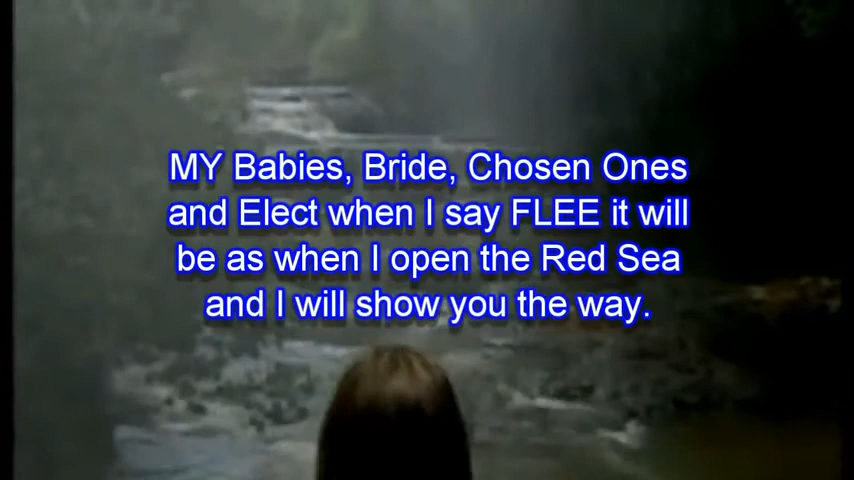 MY Babies, Bride, Chosen Ones
and Elect when I say FLEE it will
be as when I open the Red Sea
and I will show you the way.